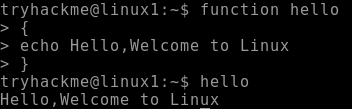 tryhackme@linux1:~$ function hello
> {
> echo Hello,Welcome to Linux
> }
tryhackme@linux1:~$ hello
Hello,Welcome to Linux